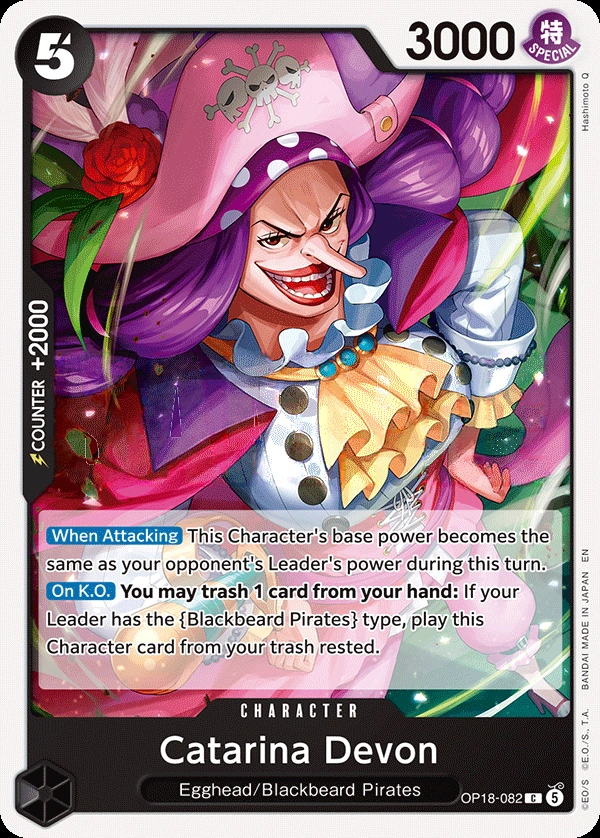 5
3000
特
SPECIAL
Hashimoto Q
COUNTER +2000
When Attacking This Character's base power becomes the
same as your opponent's Leader's power during this turn.
On K.O. You may trash 1 card from your hand: If your
Leader has the {Blackbeard Pirates} type, play this
Character card from your trash rested.
CHARACTER
Catarina Devon
Egghead/Blackbeard Pirates
OP18-082 C 5
©EO/S ©E.O./S., T.A. BANDAI MADE IN JAPAN EN